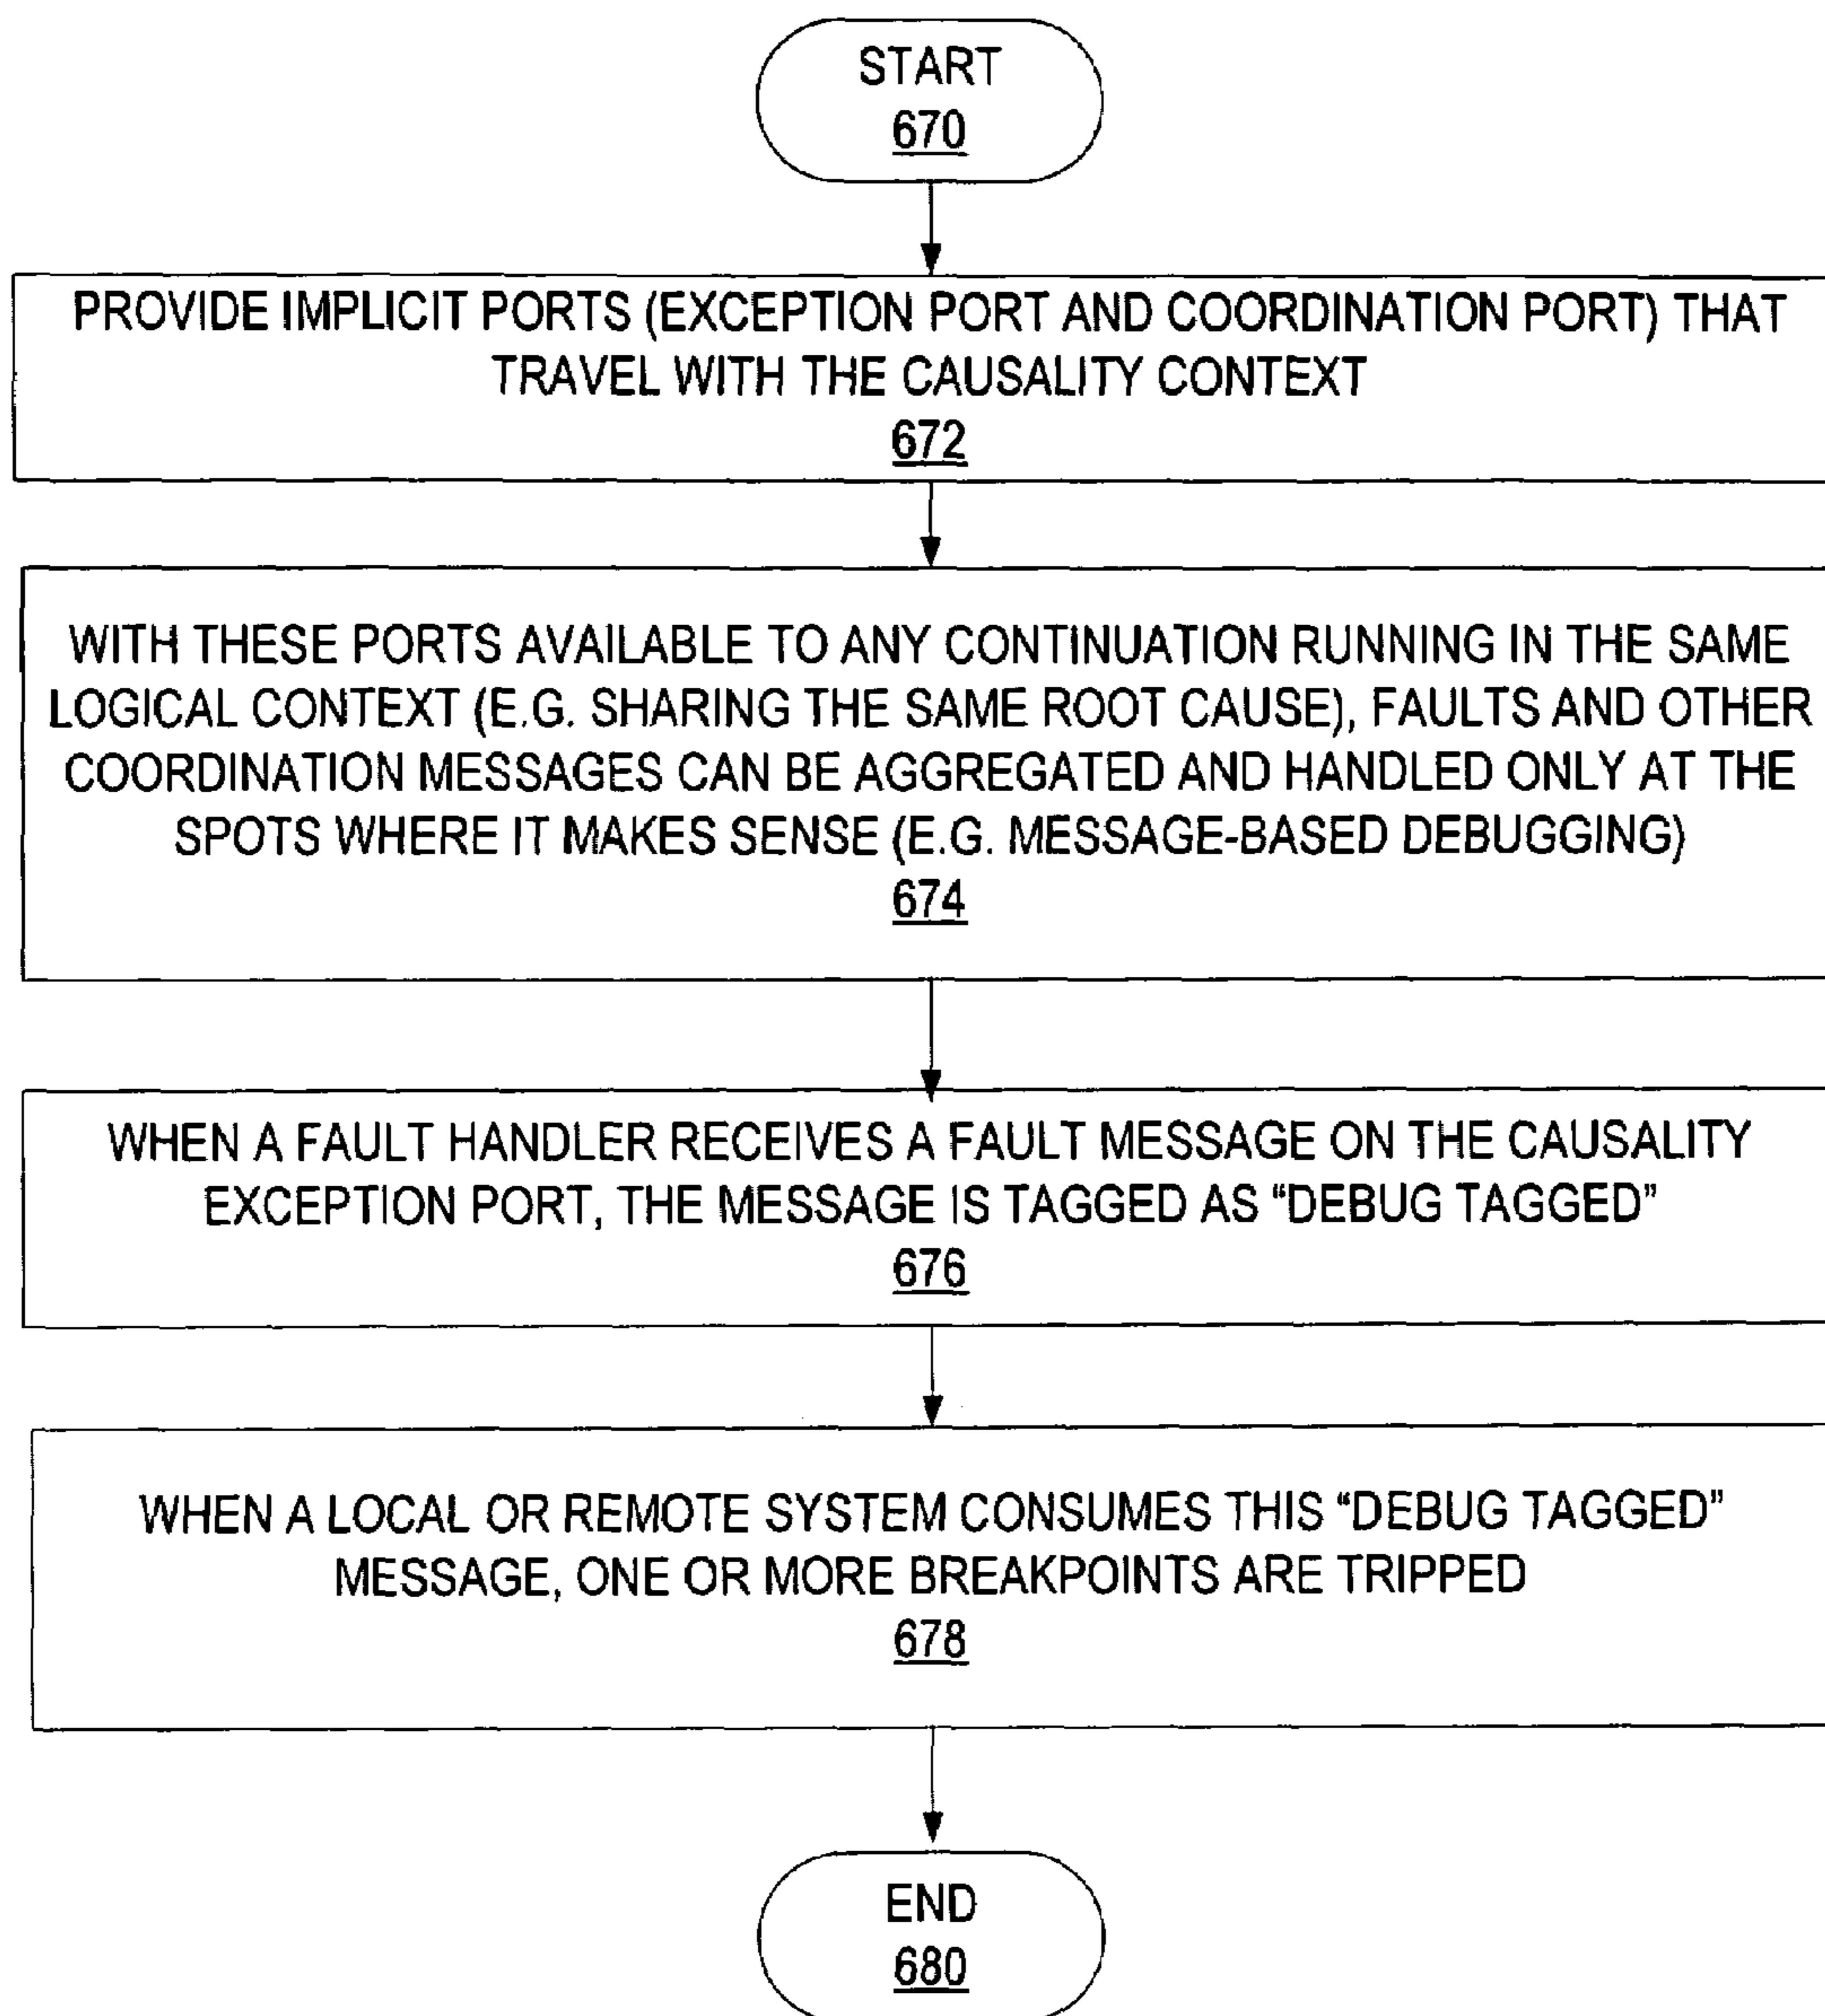 START
670
PROVIDE IMPLICIT PORTS (EXCEPTION PORT AND COORDINATION PORT) THAT
TRAVEL WITH THE CAUSALITY CONTEXT
672
WITH THESE PORTS AVAILABLE TO ANY CONTINUATION RUNNING IN THE SAME
LOGICAL CONTEXT (E.G. SHARING THE SAME ROOT CAUSE), FAULTS AND OTHER
COORDINATION MESSAGES CAN BE AGGREGATED AND HANDLED ONLY AT THE
SPOTS WHERE IT MAKES SENSE (E.G. MESSAGE-BASED DEBUGGING)
674
WHEN A FAULT HANDLER RECEIVES A FAULT MESSAGE ON THE CAUSALITY
EXCEPTION PORT, THE MESSAGE IS TAGGED AS “DEBUG TAGGED”
676
WHEN A LOCAL OR REMOTE SYSTEM CONSUMES THIS “DEBUG TAGGED”
MESSAGE, ONE OR MORE BREAKPOINTS ARE TRIPPED
678
END
680